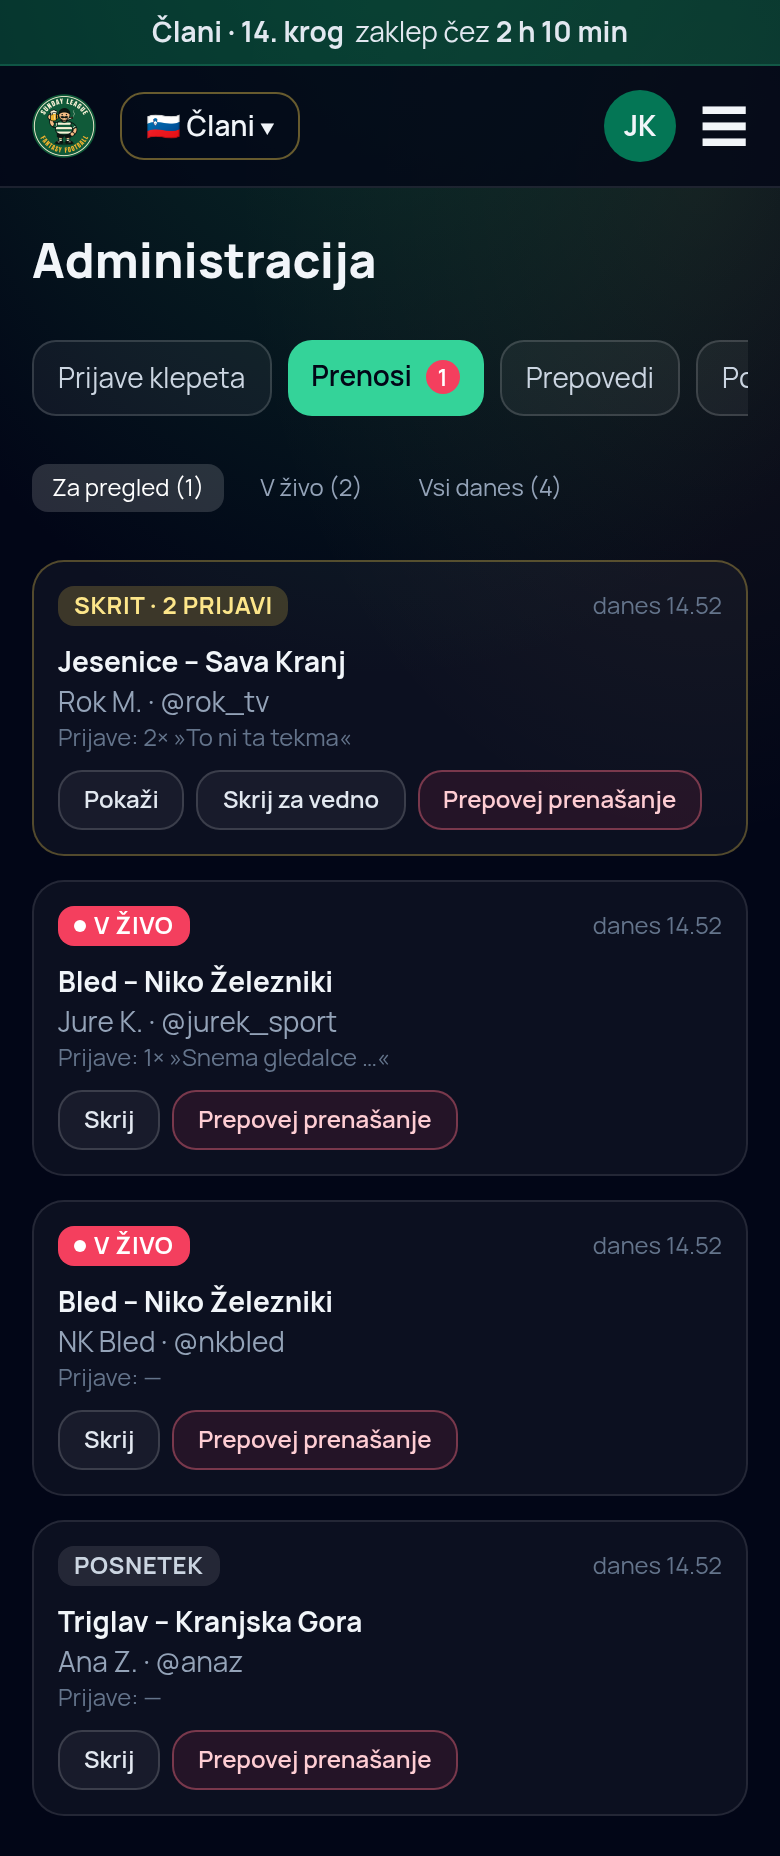 Člani · 14. krog zaklep čez 2 h 10 min
SUNDAY LEAGUE
FANTASY FOOTBALL
Člani ▾
JK
Administracija
Prijave klepeta
Prenosi 1
Prepovedi
Za pregled (1)
V živo (2)
Vsi danes (4)
SKRIT · 2 PRIJAVI
danes 14.52
Jesenice – Sava Kranj
Rok M. · @rok_tv
Prijave: 2× »To ni ta tekma«
Pokaži
Skrij za vedno
Prepovej prenašanje
V ŽIVO
danes 14.52
Bled – Niko Železniki
Jure K. · @jurek_sport
Prijave: 1× »Snema gledalce …«
Skrij
Prepovej prenašanje
V ŽIVO
danes 14.52
Bled – Niko Železniki
NK Bled · @nkbled
Prijave: —
Skrij
Prepovej prenašanje
POSNETEK
danes 14.52
Triglav – Kranjska Gora
Ana Z. · @anaz
Prijave: —
Skrij
Prepovej prenašanje